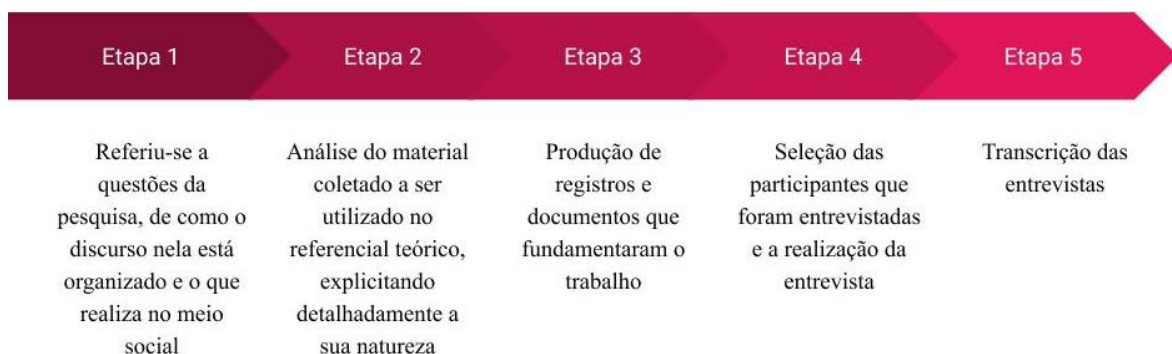 Etapa 1
Etapa 2
Etapa 3
Etapa 4
Etapa 5
Referiu-se a
questões da
pesquisa, de como o
discurso nela está
organizado e o que
realiza no meio
social
Análise do material
coletado a ser
utilizado no
referencial teórico,
explicitando
detalhadamente a
sua natureza
Produção de
registros e
documentos que
fundamentaram o
trabalho
Seleção das
participantes que
foram entrevistadas
e a realização da
entrevista
Transcrição das
entrevistas